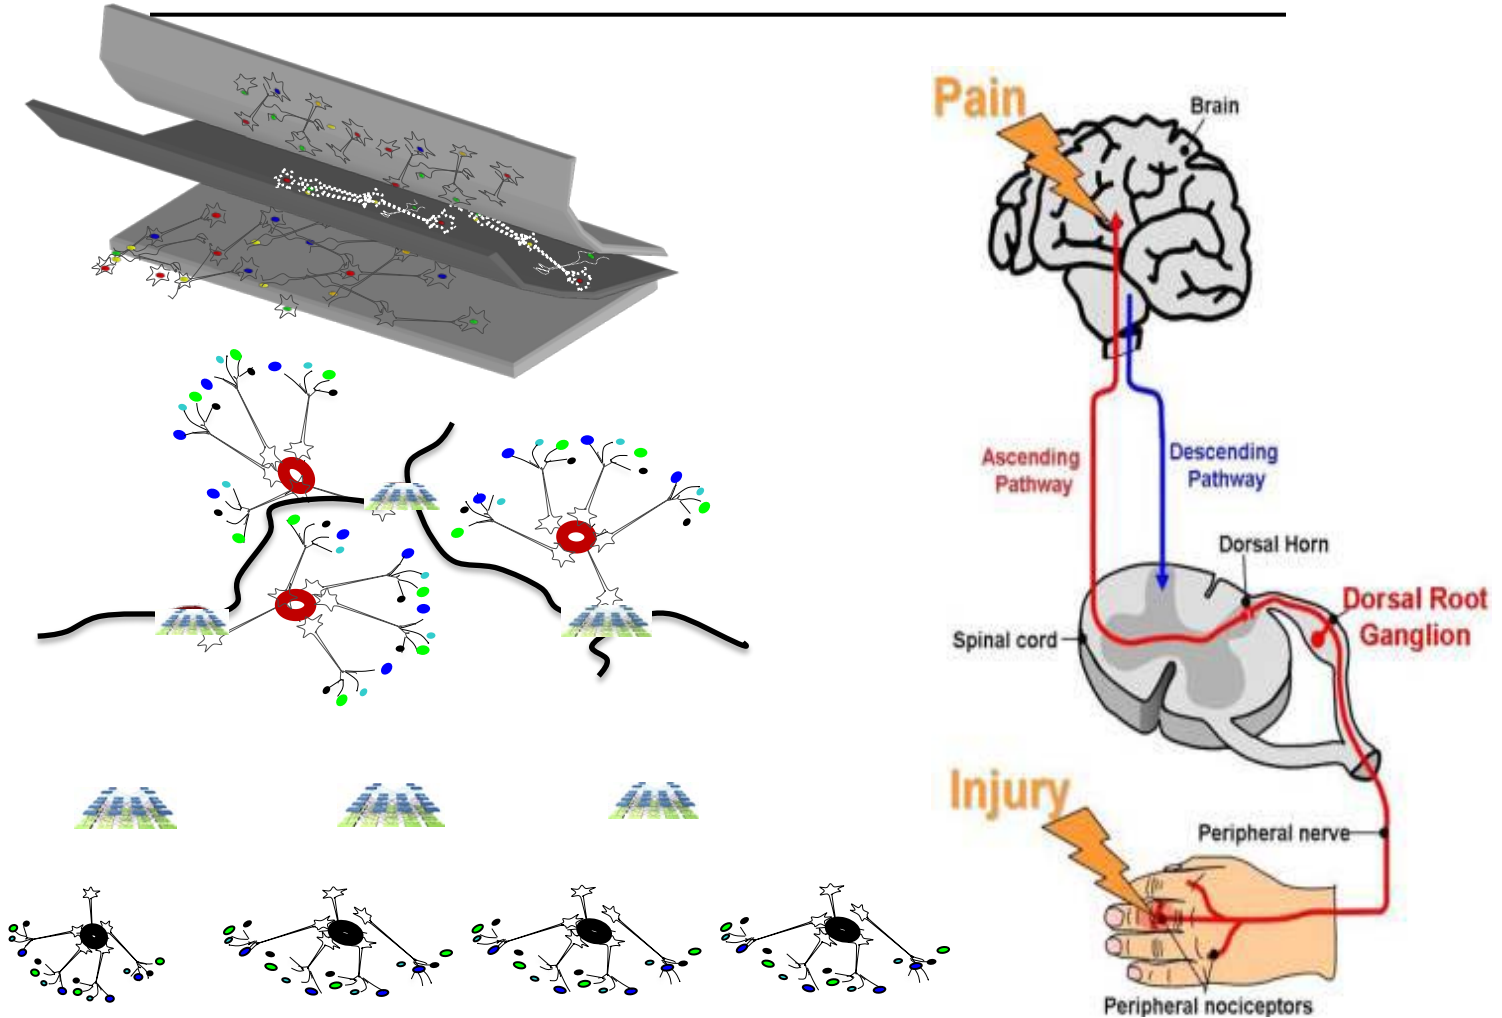 Pain
Brain
Ascending
Pathway
Descending
Pathway
Dorsal Horn
Dorsal Root
Ganglion
Spinal cord
Injury
Peripheral nerve
Peripheral nociceptors